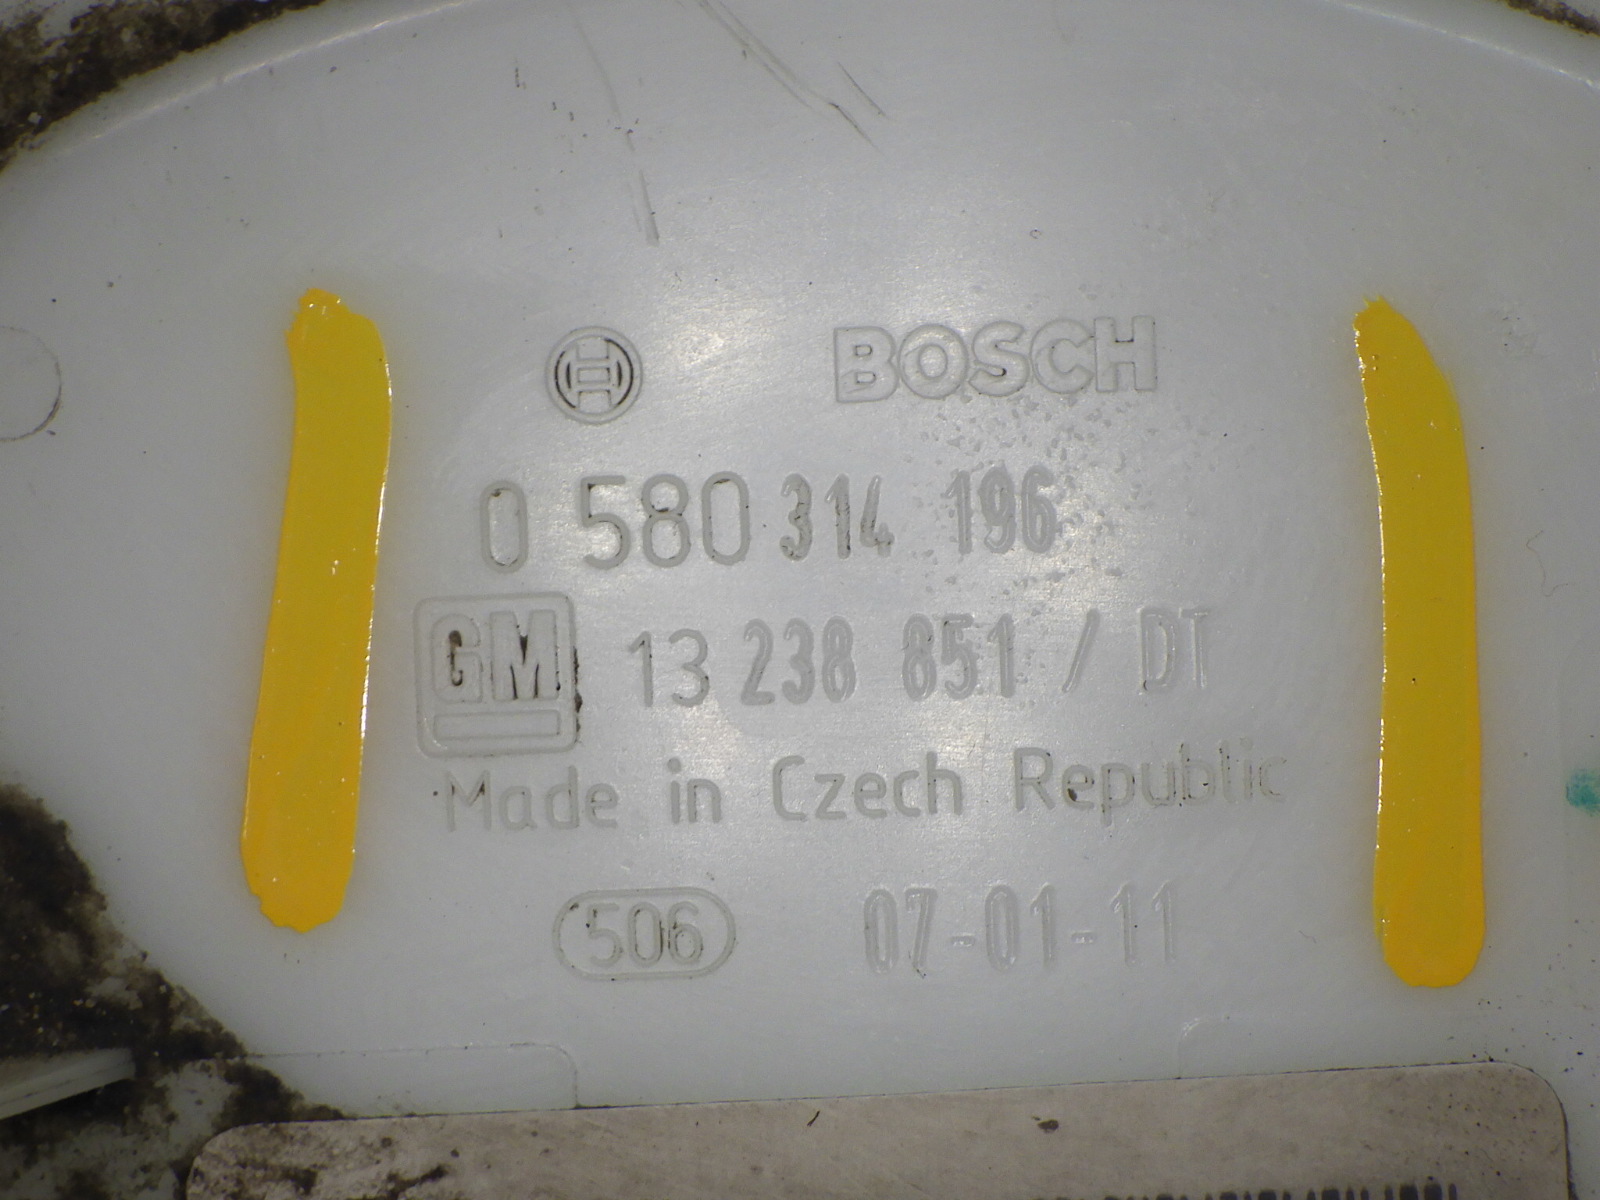 BOSCH
0 580 314 196
GM 13 238 851 / DT
Made in Czech Republic
506 07-01-11